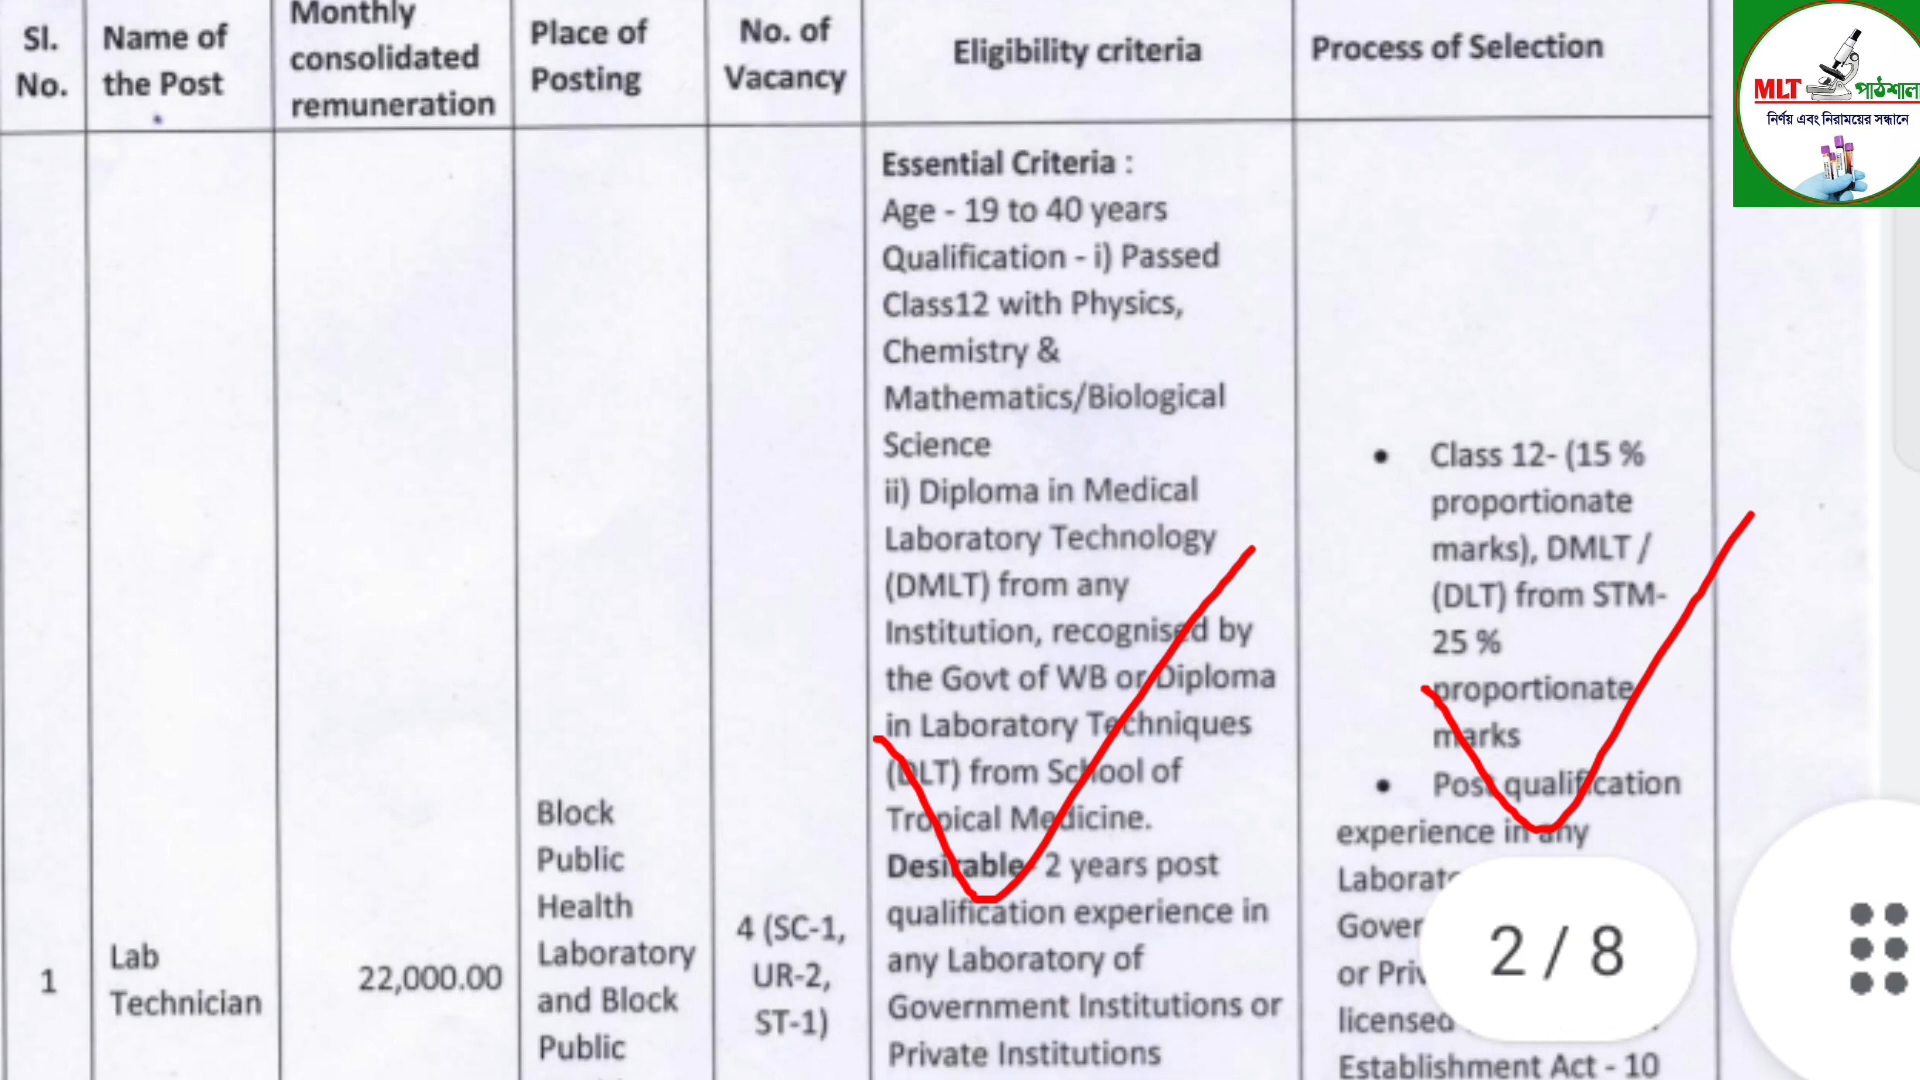 Sl.
No.
Name of
the Post
Monthly
consolidated
remuneration
Place of
Posting
No. of
Vacancy
Eligibility criteria
Process of Selection
MLT পাঠশালা
নির্ণয় এবং নিরাময়ের সন্ধানে
1
Lab
Technician
22,000.00
Block
Public
Health
Laboratory
and Block
Public
4 (SC-1,
UR-2,
ST-1)
Essential Criteria :
Age - 19 to 40 years
Qualification - i) Passed
Class12 with Physics,
Chemistry &
Mathematics/Biological
Science
ii) Diploma in Medical
Laboratory Technology
(DMLT) from any
Institution, recognised by
the Govt of WB or Diploma
in Laboratory Techniques
(DLT) from School of
Tropical Medicine.
Desirable- 2 years post
qualification experience in
any Laboratory of
Government Institutions or
Private Institutions
• Class 12- (15 %
proportionate
marks), DMLT /
(DLT) from STM-
25 %
proportionate
marks
• Post qualification
experience in any
Laborato
Gover
or Priv
licensed
Establishment Act - 10
2 / 8